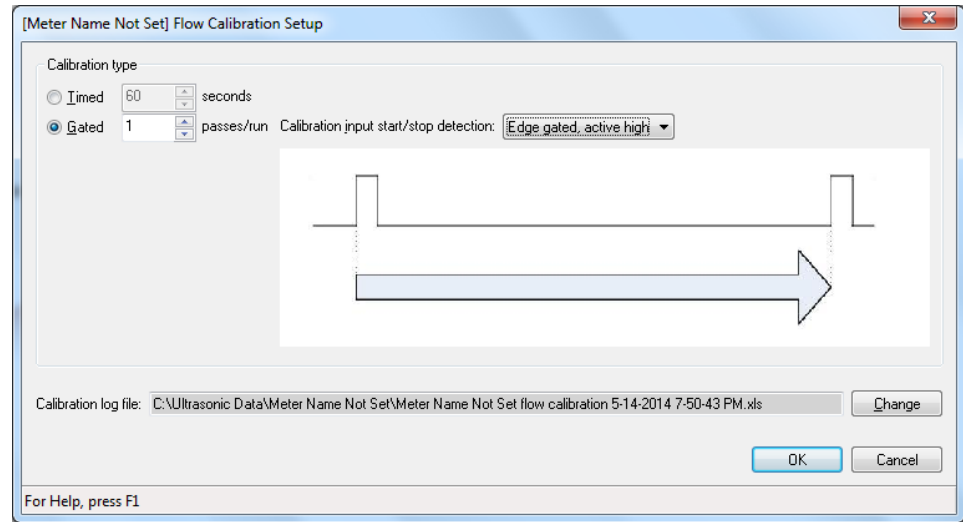 [Meter Name Not Set] Flow Calibration Setup
Calibration type
Timed 60 seconds
Gated 1 passes/run Calibration input start/stop detection: Edge gated, active high
Calibration log file: C:\Ultrasonic Data\Meter Name Not Set\Meter Name Not Set flow calibration 5-14-2014 7-50-43 PM.xls Change
OK Cancel
For Help, press F1